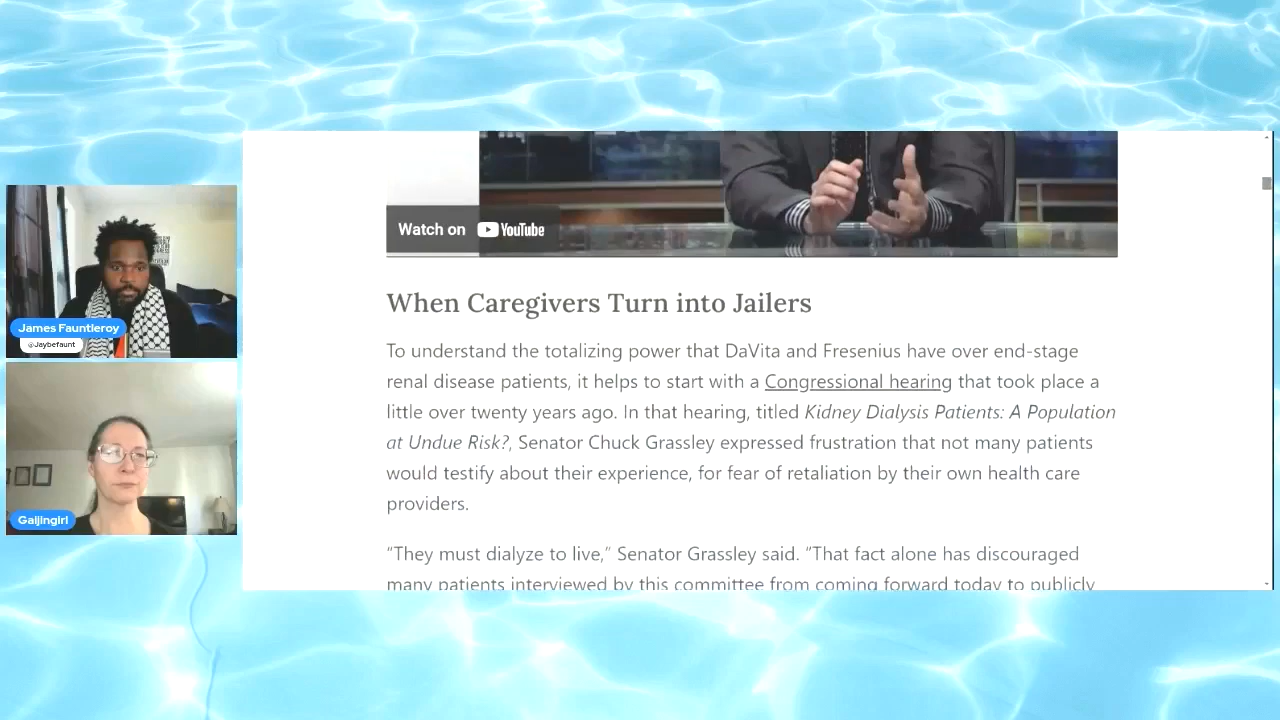 Watch on YouTube
James Fauntleroy
@Jaybefaunt
Gaijingirl
When Caregivers Turn into Jailers
To understand the totalizing power that DaVita and Fresenius have over end-stage
renal disease patients, it helps to start with a Congressional hearing that took place a
little over twenty years ago. In that hearing, titled Kidney Dialysis Patients: A Population
at Undue Risk?, Senator Chuck Grassley expressed frustration that not many patients
would testify about their experience, for fear of retaliation by their own health care
providers.
“They must dialyze to live,” Senator Grassley said. “That fact alone has discouraged
many patients interviewed by this committee from coming forward today to publicly